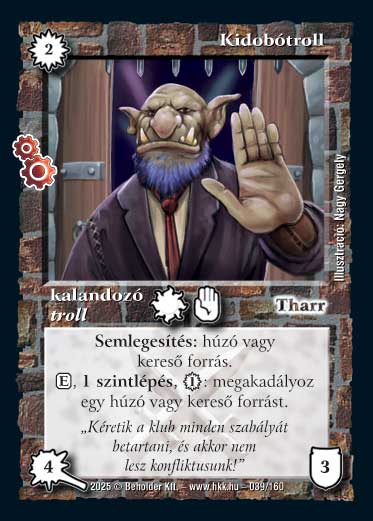 2
Kidobótroll
Illusztráció: Nagy Gergely
kalandozó
troll
Tharr
Semlegesítés: húzó vagy
kereső forrás.
E, 1 szintlépés, I: megakadályoz
egy húzó vagy kereső forrást.
„Kéretik a klub minden szabályát
betartani, és akkor nem
lesz konfliktusunk!”
4
3
2025 © Beholder Kft. – www.hkk.hu – 039/160